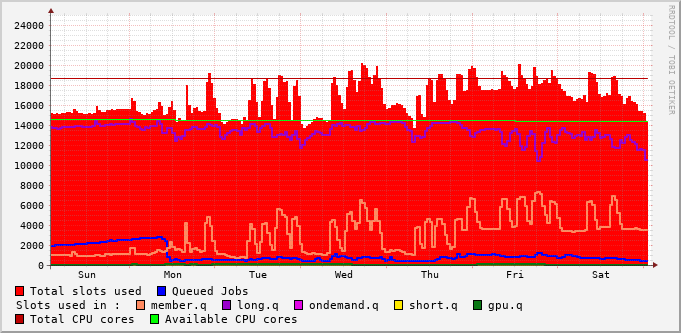 RRDTOOL / TOBI OETIKER
24000
22000
20000
18000
16000
14000
12000
10000
8000
6000
4000
2000
0
Sun Mon Tue Wed Thu Fri Sat
Total slots used Queued Jobs
Slots used in : member.q long.q ondemand.q short.q gpu.q
Total CPU cores Available CPU cores